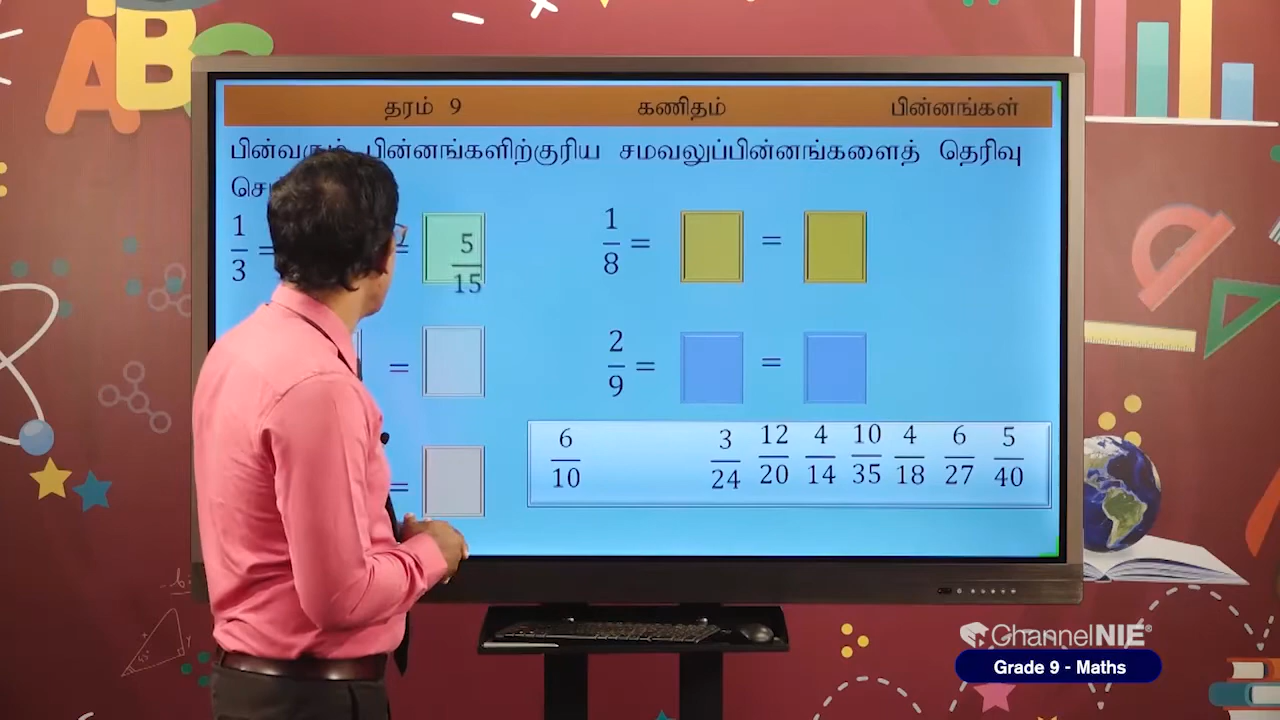 ABC
தரம் 9 கணிதம் பின்னங்கள்
பின்னங்களிற்குரிய சமவலுப்பின்னங்களைத் தெரிவு
1/3 = = 5/15 1/8 = =
= 2/9 = =
6/10 3/24 12/20 4/14 10/35 4/18 6/27 5/40
=
ChannelNIE®
Grade 9 - Maths